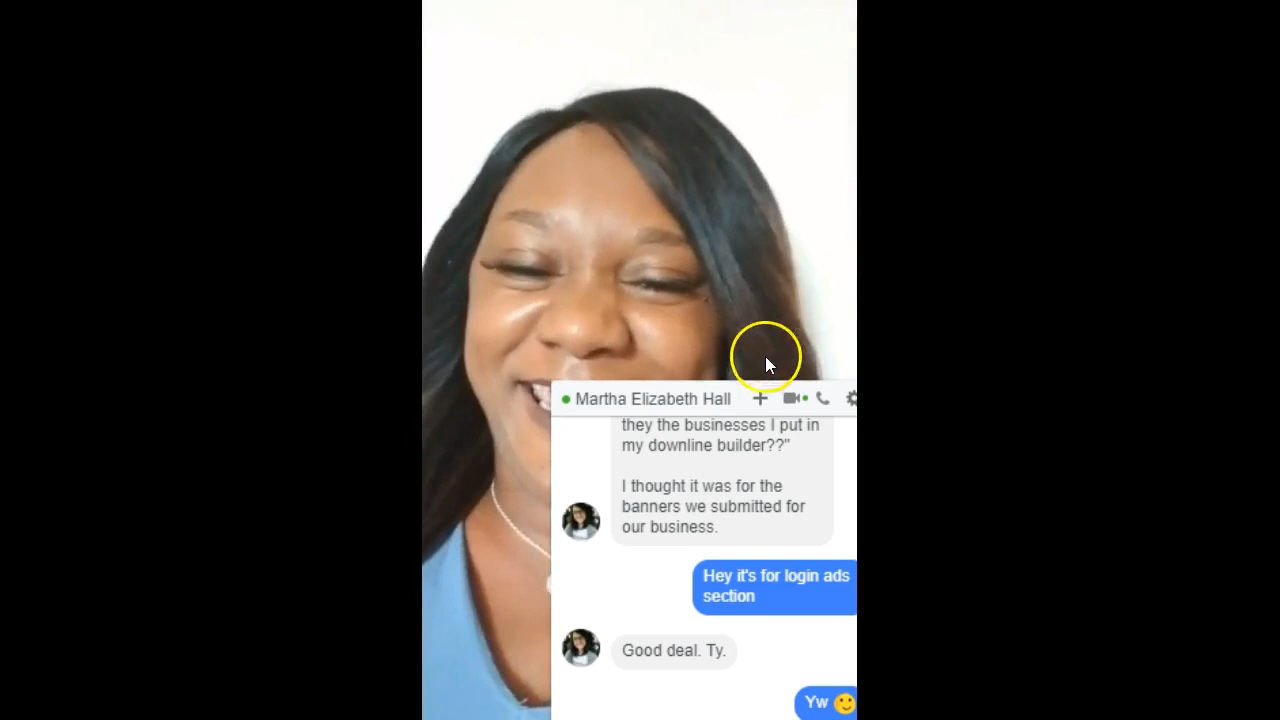 Martha Elizabeth Hall
they the businesses I put in
my downline builder??"
I thought it was for the
banners we submitted for
our business.
Hey it's for login ads
section
Good deal. Ty.
Yw